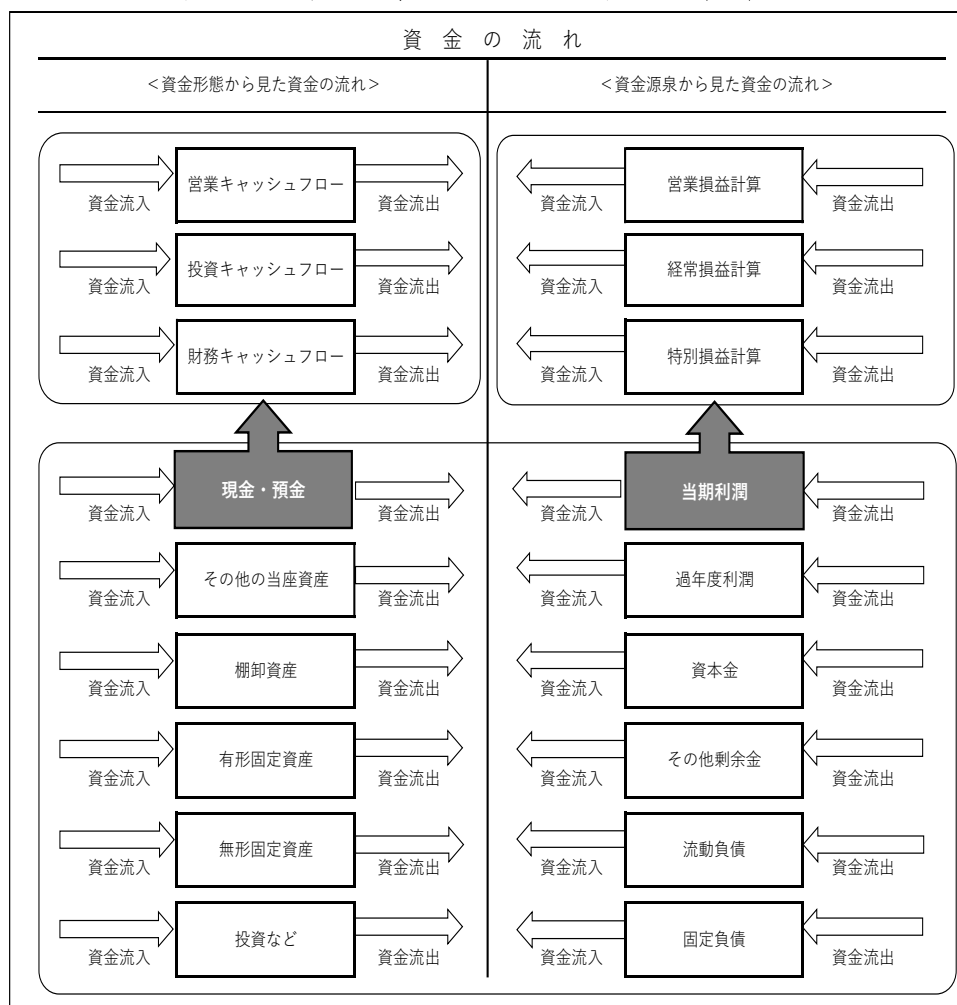 資金の流れ
＜資金形態から見た資金の流れ＞
＜資金源泉から見た資金の流れ＞
営業キャッシュフロー
資金流入
資金流出
投資キャッシュフロー
資金流入
資金流出
財務キャッシュフロー
資金流入
資金流出
営業損益計算
資金流入
資金流出
経常損益計算
資金流入
資金流出
特別損益計算
資金流入
資金流出
現金・預金
資金流入
資金流出
その他の当座資産
資金流入
資金流出
棚卸資産
資金流入
資金流出
有形固定資産
資金流入
資金流出
無形固定資産
資金流入
資金流出
投資など
資金流入
資金流出
当期利潤
資金流入
資金流出
過年度利潤
資金流入
資金流出
資本金
資金流入
資金流出
その他剰余金
資金流入
資金流出
流動負債
資金流入
資金流出
固定負債
資金流入
資金流出